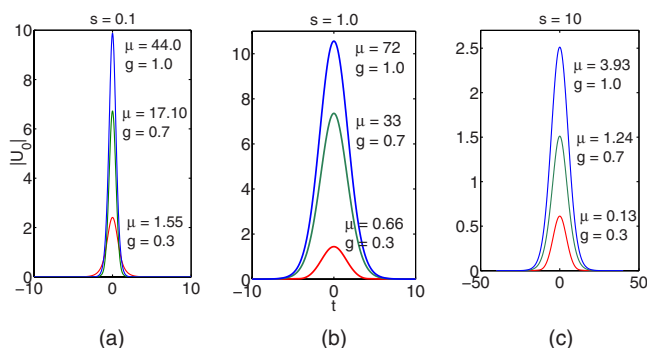 s = 0.1
|U₀|
10
8
6
4
2
0
−10
0
10
μ = 44.0
g = 1.0
μ = 17.10
g = 0.7
μ = 1.55
g = 0.3
(a)
(b)
s = 1.0
10
8
6
4
2
0
−10
0
10
t
μ = 72
g = 1.0
μ = 33
g = 0.7
μ = 0.66
g = 0.3
(b)
(c)
s = 10
2.5
2
1.5
1
0.5
0
−50
0
50
μ = 3.93
g = 1.0
μ = 1.24
g = 0.7
μ = 0.13
g = 0.3
(c)